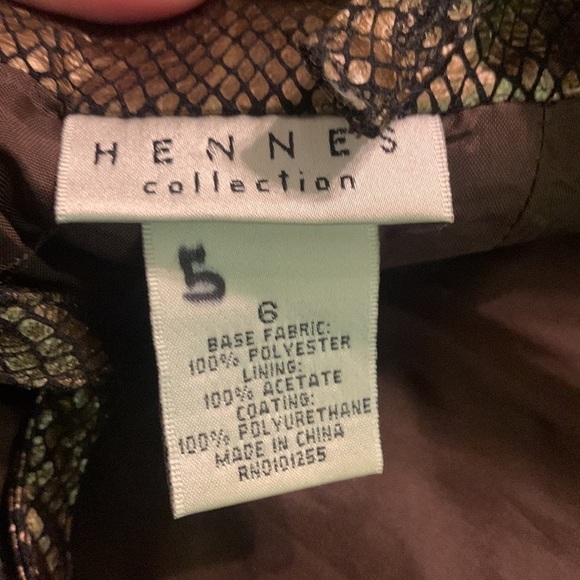 HENNES
collection
5
6
BASE FABRIC:
100% POLYESTER
LINING:
100% ACETATE
COATING:
100% POLYURETHANE
MADE IN CHINA
RN0101255